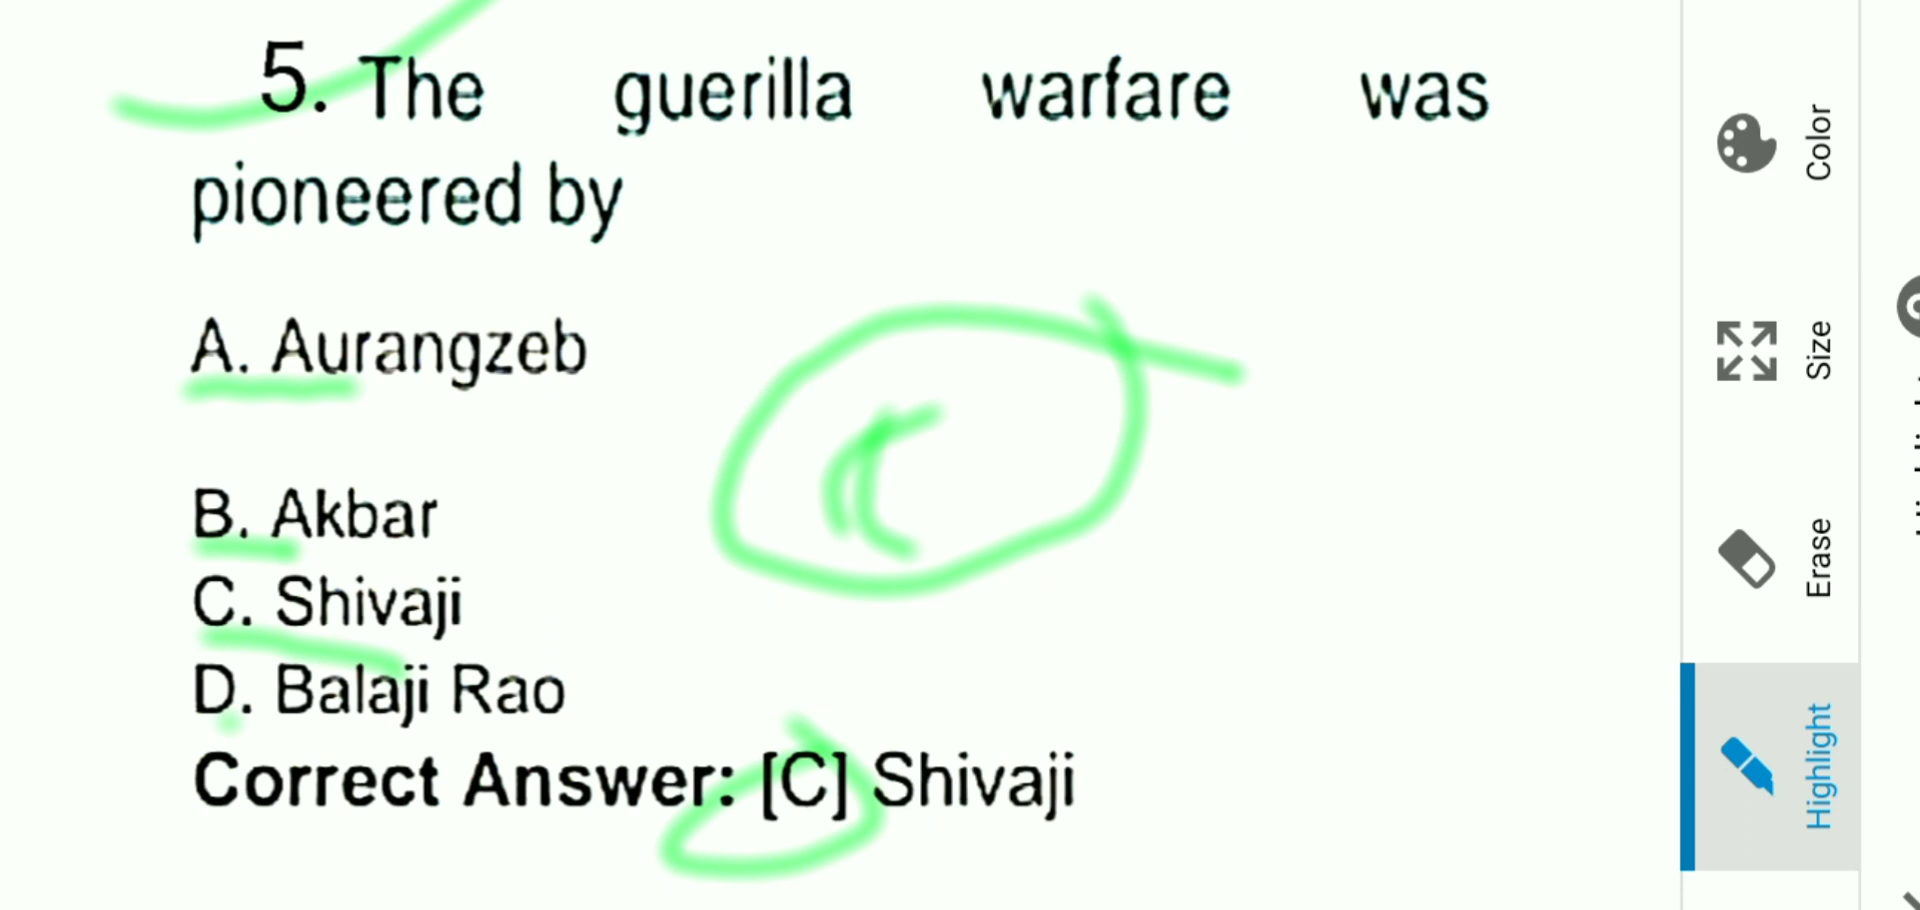 5. The guerilla warfare was
pioneered by
A. Aurangzeb
B. Akbar
C. Shivaji
D. Balaji Rao
Correct Answer: [C] Shivaji
C
Color
Size
Erase
Highlight